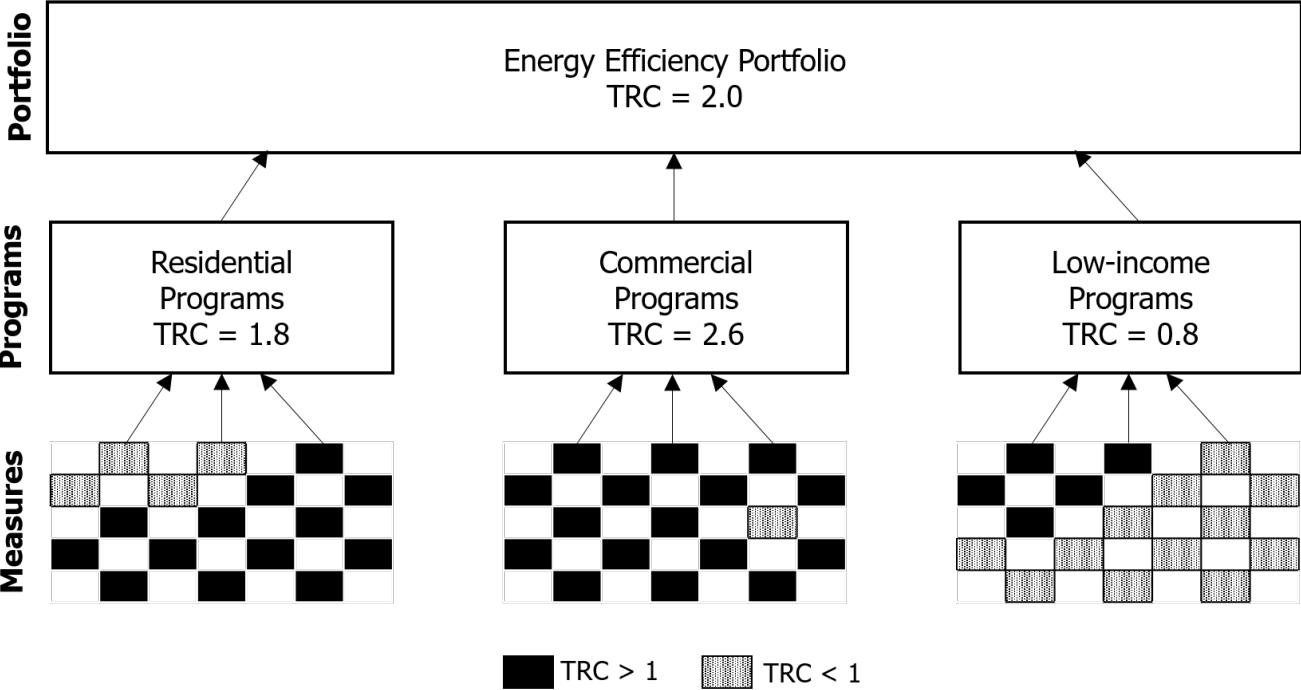 Portfolio
Energy Efficiency Portfolio
TRC = 2.0
Programs
Residential
Programs
TRC = 1.8
Commercial
Programs
TRC = 2.6
Low-income
Programs
TRC = 0.8
Measures
TRC > 1
TRC < 1